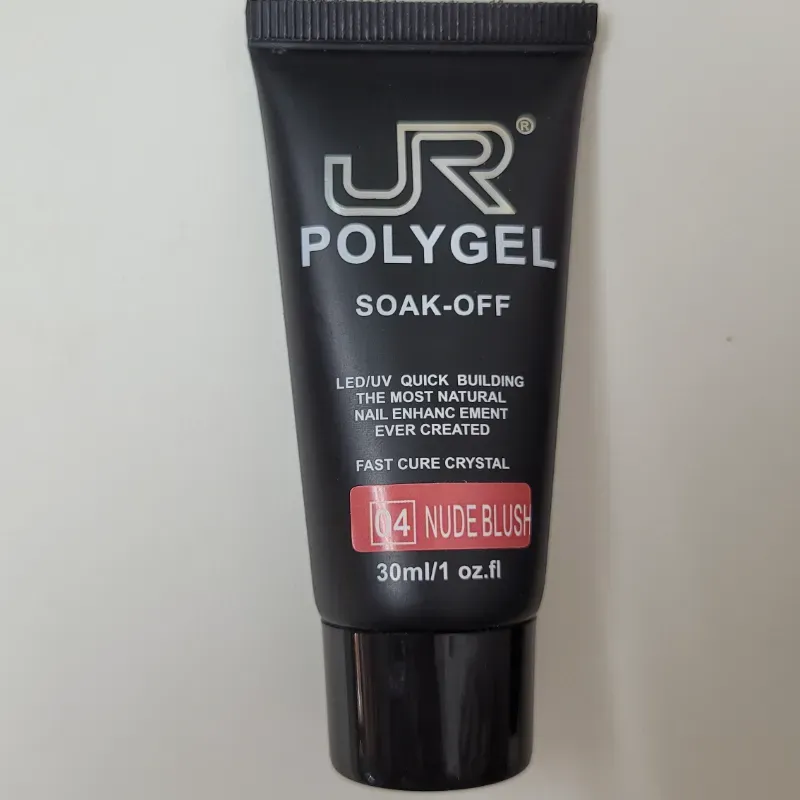 JR®
POLYGEL
SOAK-OFF
LED/UV QUICK BUILDING
THE MOST NATURAL
NAIL ENHANC EMENT
EVER CREATED
FAST CURE CRYSTAL
04 NUDE BLUSH
30ml/1 oz.fl